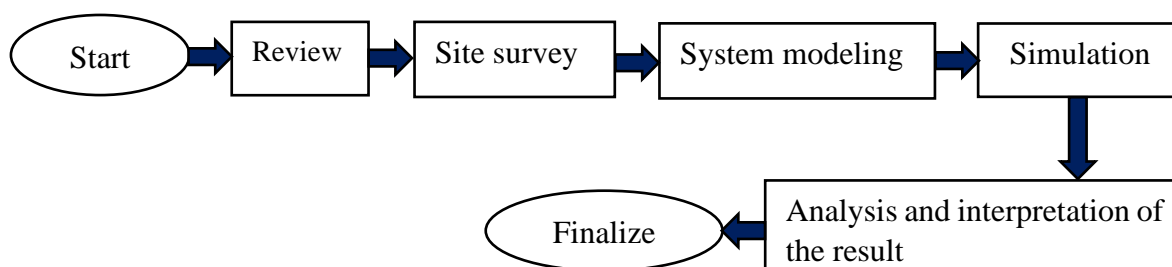 Start
Review
Site survey
System modeling
Simulation
Analysis and interpretation of
the result
Finalize